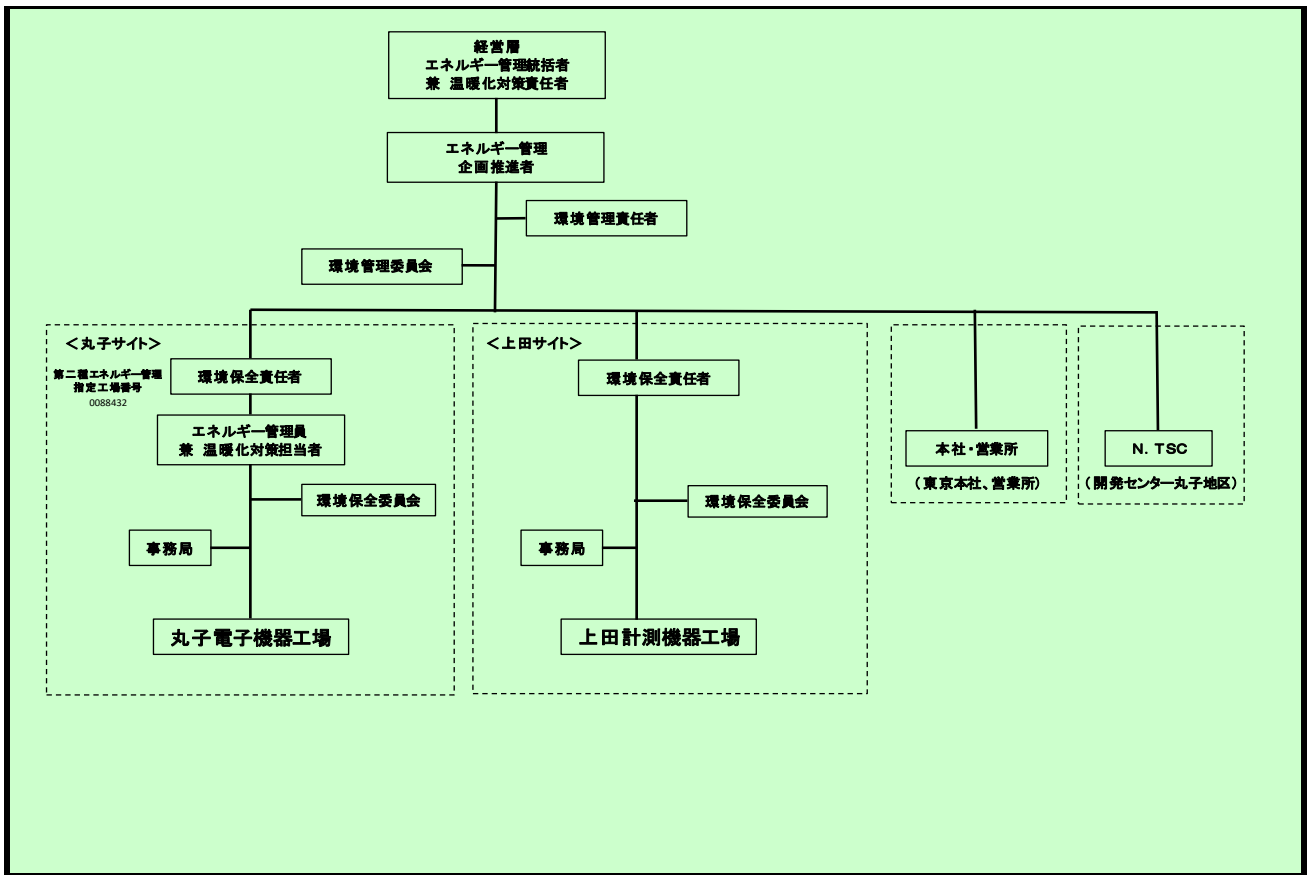 経営層
エネルギー管理統括者
兼 温暖化対策責任者
エネルギー管理
企画推進者
環境管理責任者
環境管理委員会
＜丸子サイト＞
第二種エネルギー管理
指定工場番号
0088432
環境保全責任者
エネルギー管理員
兼 温暖化対策担当者
環境保全委員会
事務局
丸子電子機器工場
＜上田サイト＞
環境保全責任者
環境保全委員会
事務局
上田計測機器工場
本社・営業所
（東京本社、営業所）
N. TSC
（開発センター丸子地区）